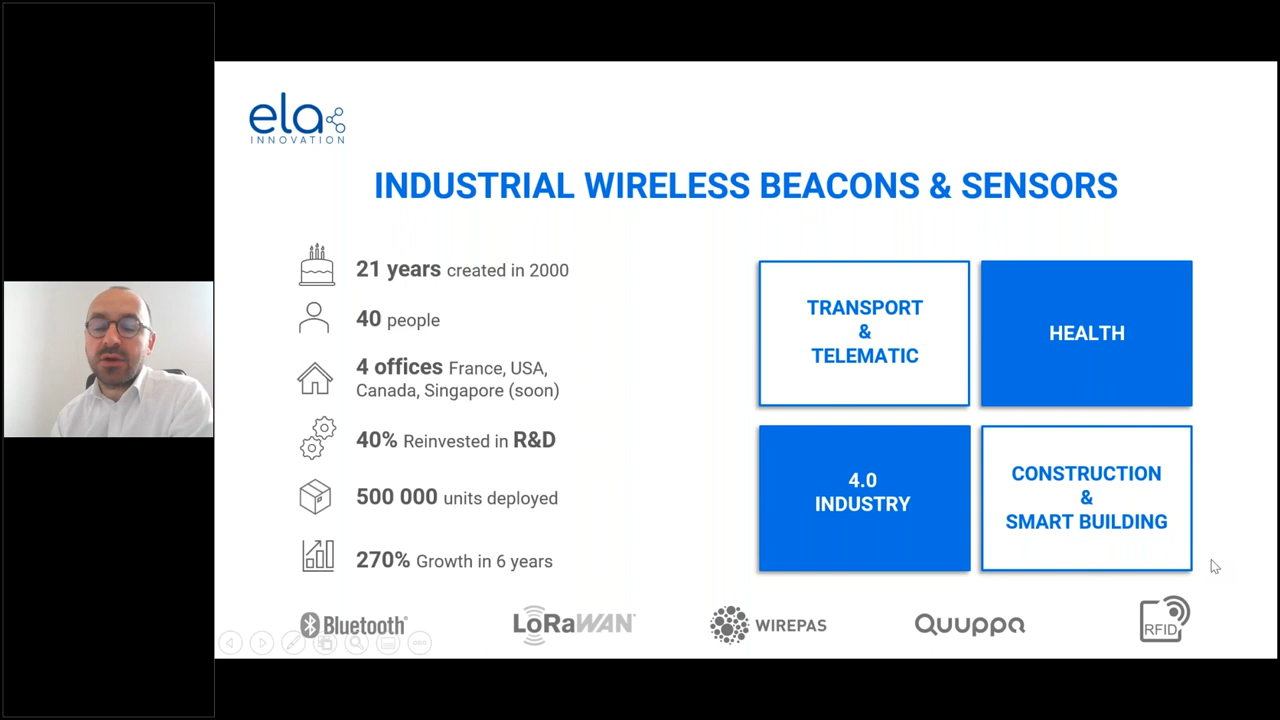 ela
INNOVATION
INDUSTRIAL WIRELESS BEACONS & SENSORS
21 years created in 2000
40 people
4 offices France, USA,
Canada, Singapore (soon)
40% Reinvested in R&D
500 000 units deployed
270% Growth in 6 years
TRANSPORT
&
TELEMATIC
HEALTH
4.0
INDUSTRY
CONSTRUCTION
&
SMART BUILDING
Bluetooth®
LoRaWAN
WIREPAS
Quuppa
RFID